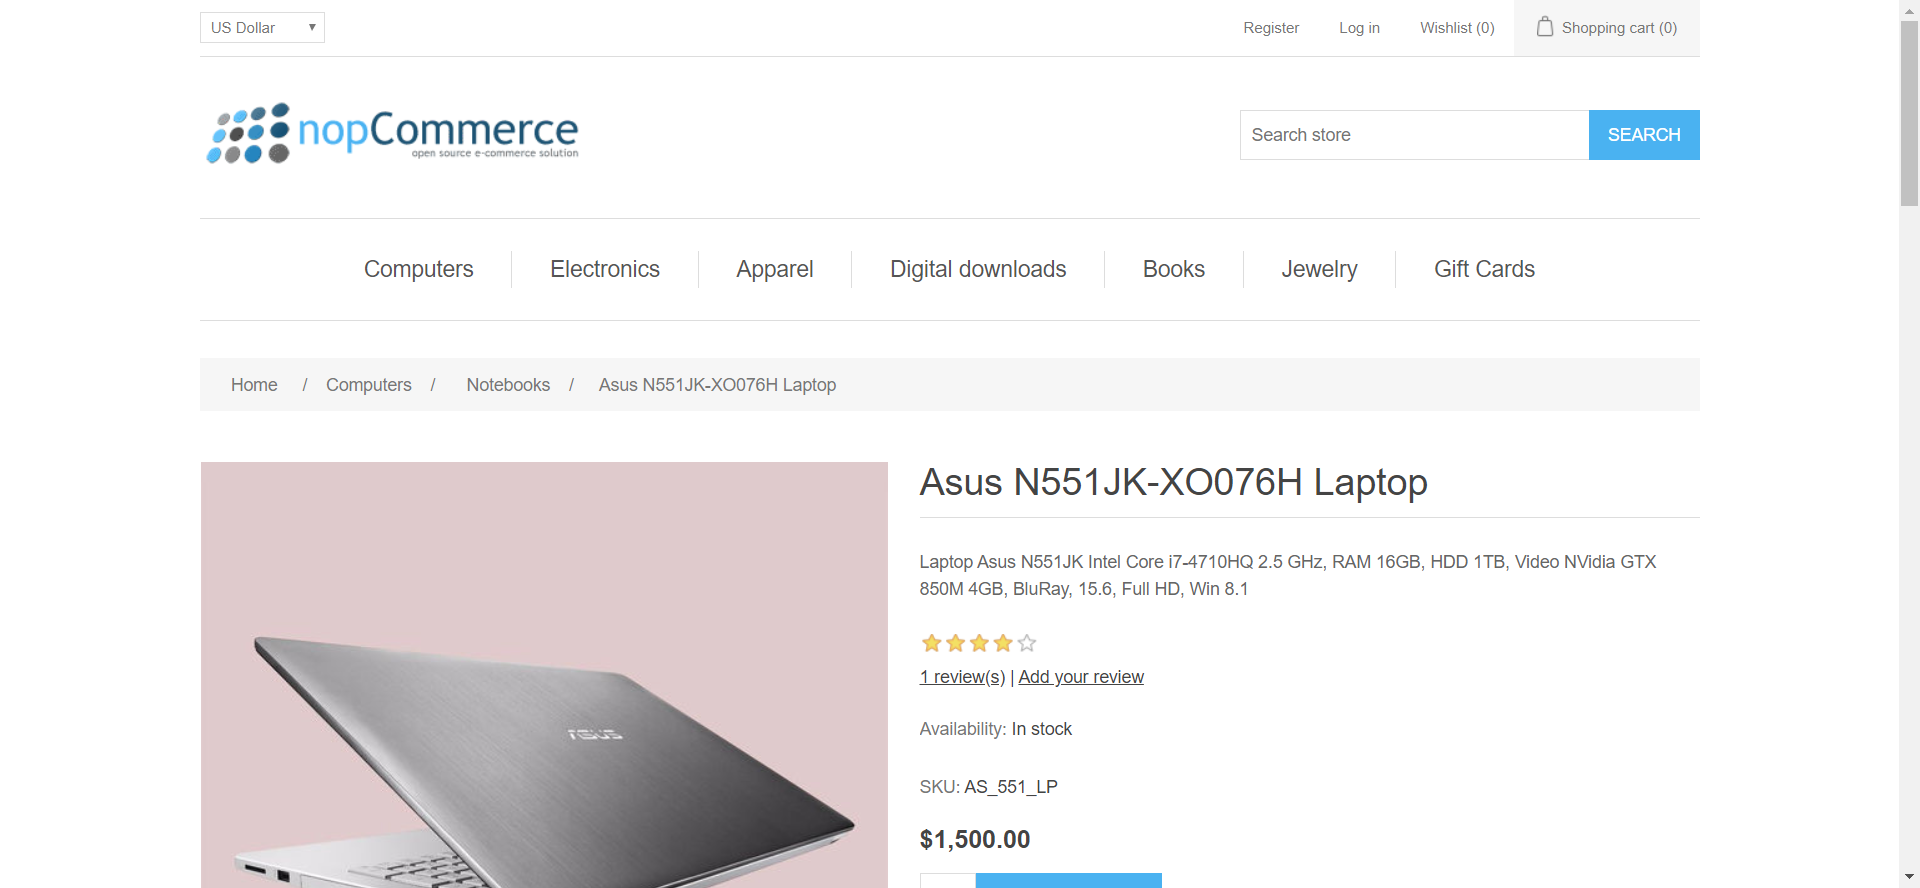 US Dollar
Register Log in Wishlist (0) Shopping cart (0)
nopCommerce
open source e-commerce solution
Search store SEARCH
Computers Electronics Apparel Digital downloads Books Jewelry Gift Cards
Home / Computers / Notebooks / Asus N551JK-XO076H Laptop
Asus N551JK-XO076H Laptop
Laptop Asus N551JK Intel Core i7-4710HQ 2.5 GHz, RAM 16GB, HDD 1TB, Video NVidia GTX
850M 4GB, BluRay, 15.6, Full HD, Win 8.1
1 review(s) | Add your review
Availability: In stock
ASUS
SKU: AS_551_LP
$1,500.00